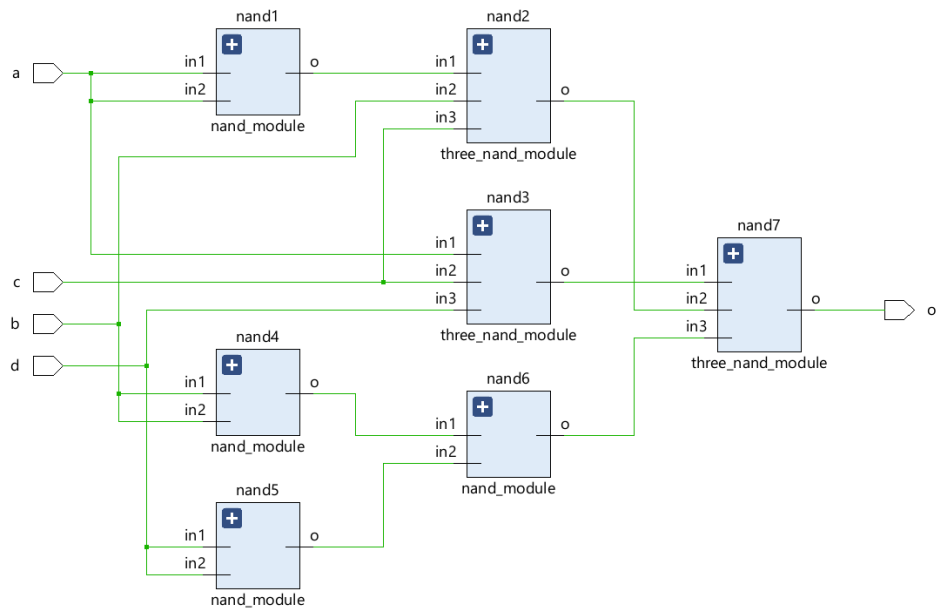 nand1
nand2
a
in1
o
in1
in2
in2
o
in3
nand_module
three_nand_module
nand3
nand7
in1
c
in2
o
in1
in3
in2
o
o
b
in3
three_nand_module
nand4
d
three_nand_module
in1
o
nand6
in2
in1
o
nand_module
in2
nand5
nand_module
in1
o
in2
nand_module